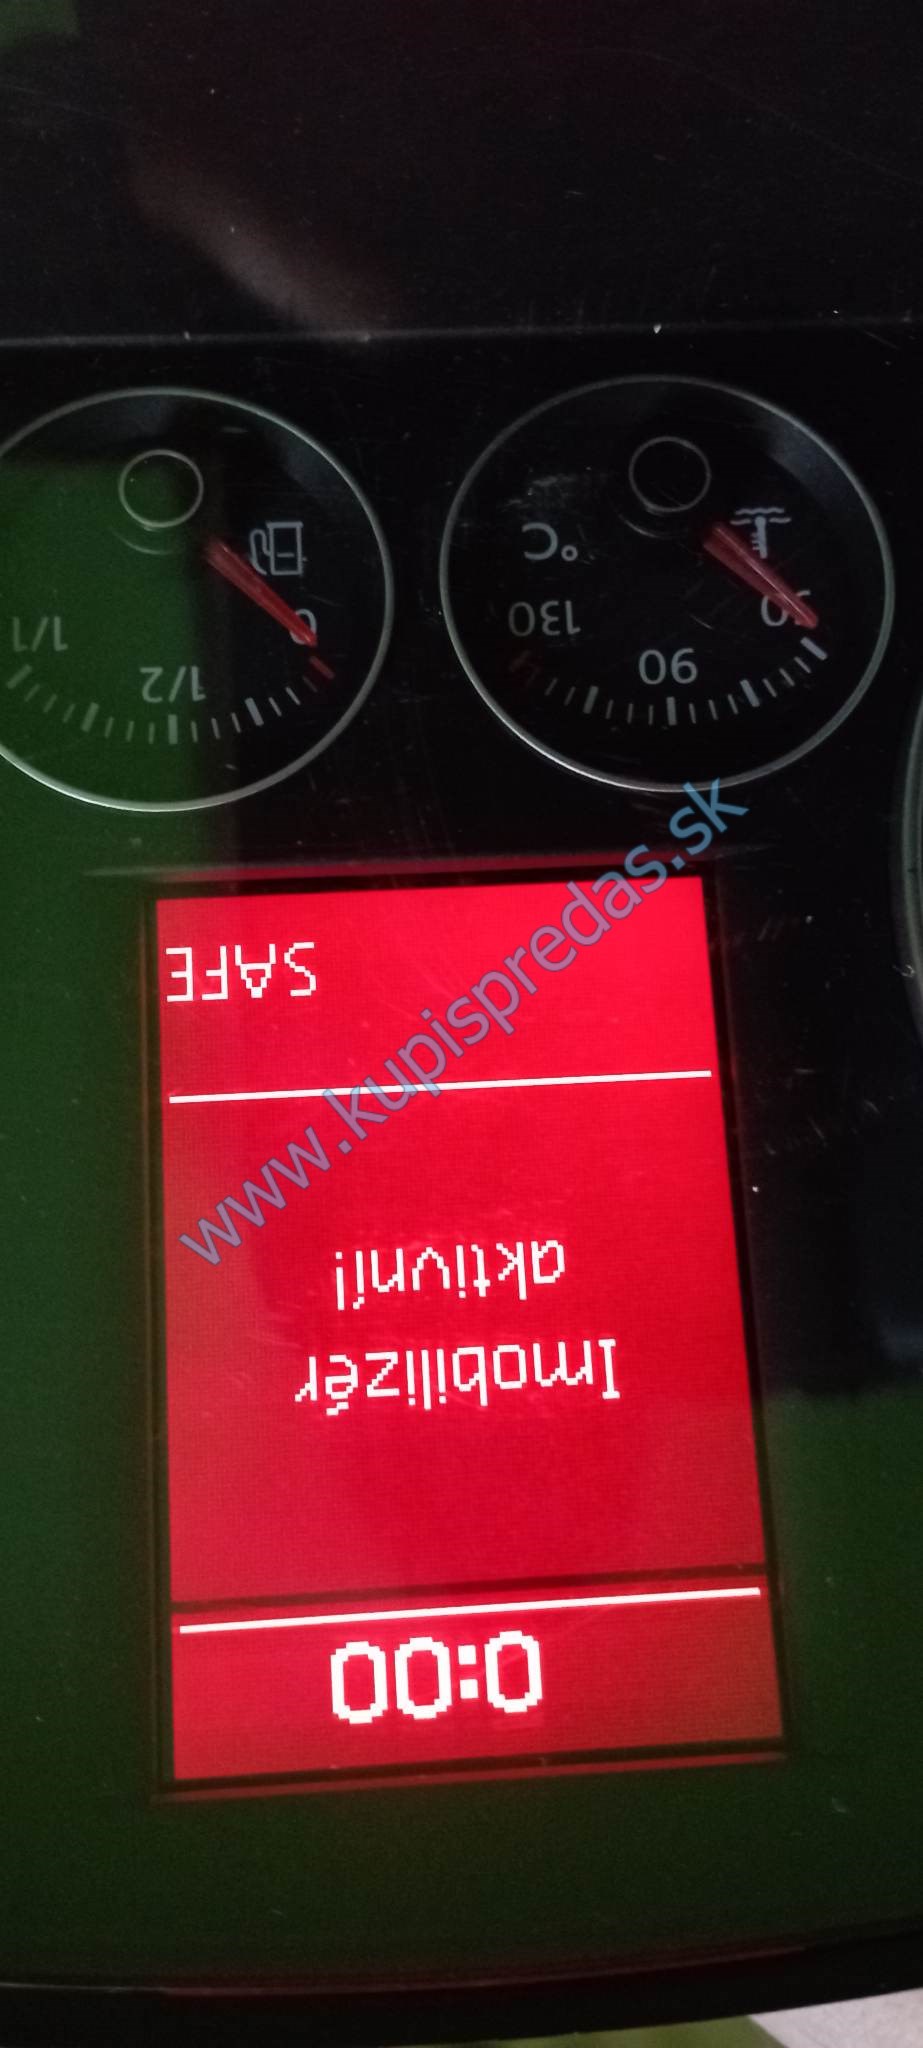 0:00
Imobilizér
aktivní!
SAFE
90
130
°C
0
1/2
1/1
www.kupispredas.sk